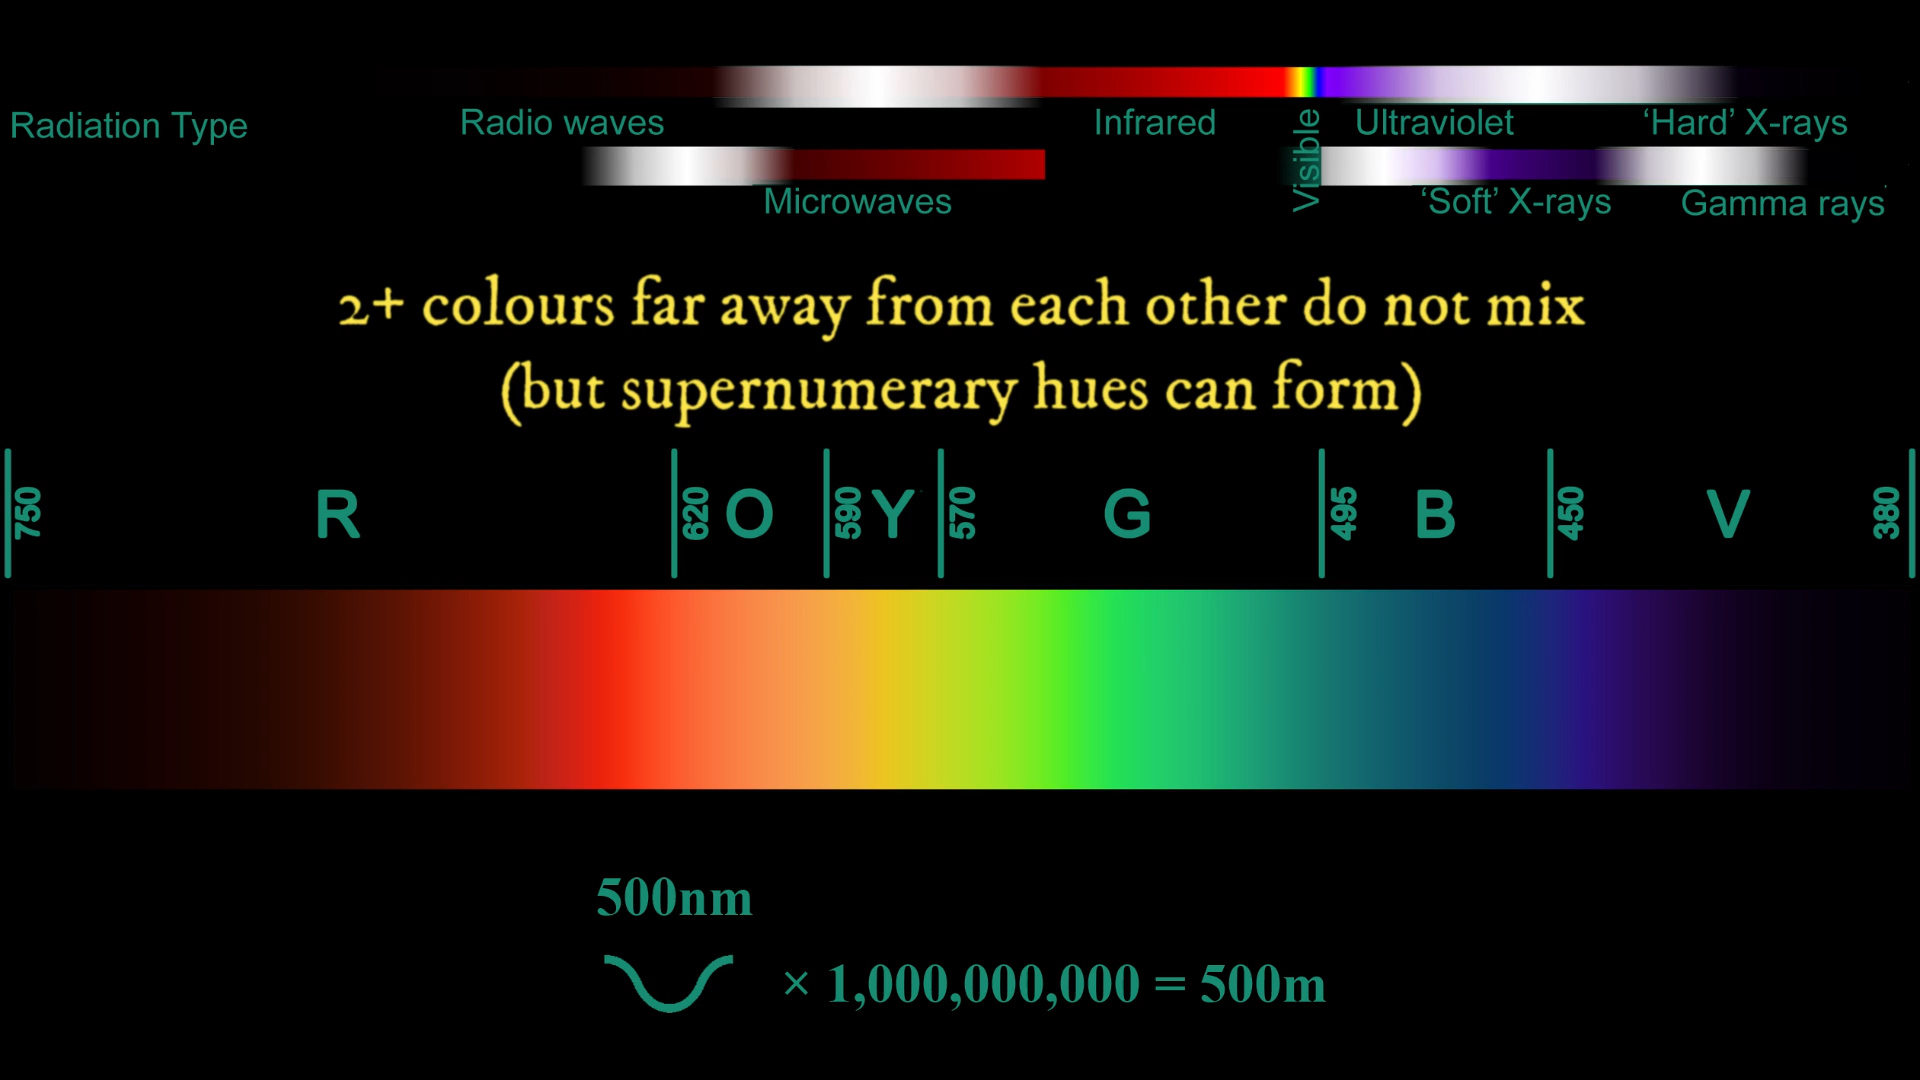 Radiation Type
Radio waves
Infrared
Visible
Ultraviolet
‘Hard’ X-rays
Microwaves
‘Soft’ X-rays
Gamma rays
2+ colours far away from each other do not mix
(but supernumerary hues can form)
750 R 620 O 590 Y 570 G 495 B 450 V 380
500nm
× 1,000,000,000 = 500m